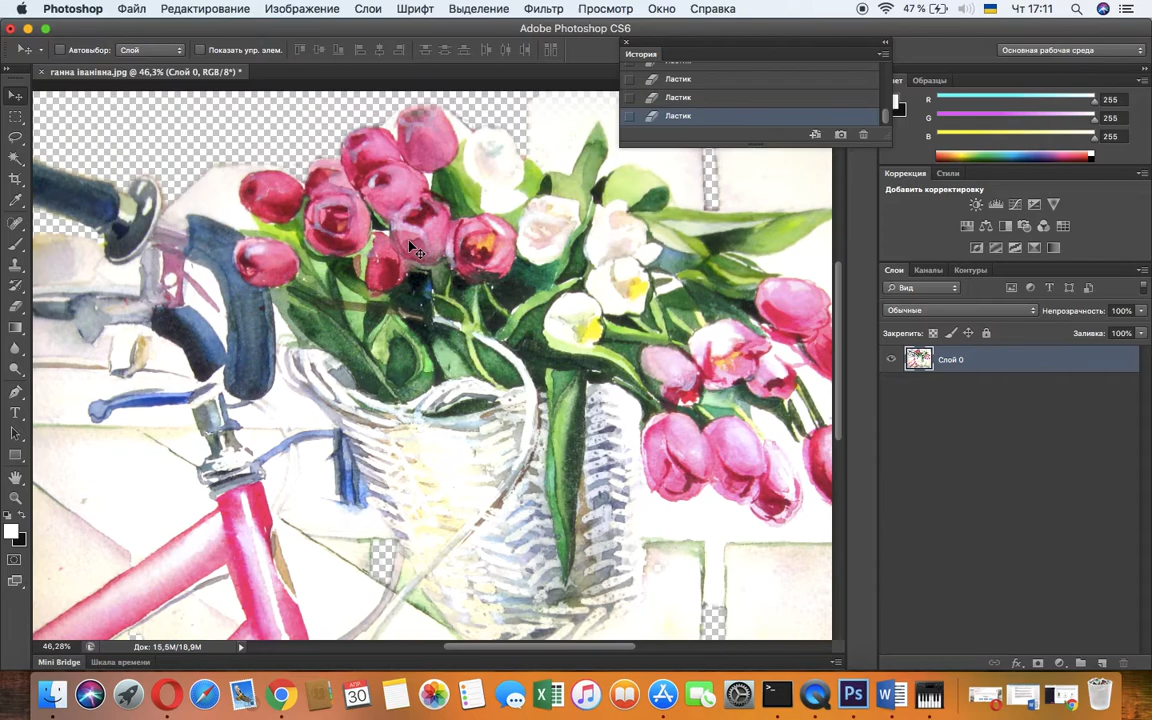 Photoshop Файл Редактирование Изображение Слои Шрифт Выделение Фильтр Просмотр Окно Справка 47 % Чт 17:11
Adobe Photoshop CS6
Автовыбор: Слой Показать упр. элем. Основная рабочая среда
ганна іванівна.jpg @ 46,3% (Слой 0, RGB/8*) *
История
Ластик
Ластик
Ластик
Образцы
R 255
G 255
B 255
Коррекция Стили
Добавить корректировку
Слои Каналы Контуры
Вид
Обычные Непрозрачность: 100%
Закрепить: Заливка: 100%
Слой 0
46,28% Док: 15,5M/18,9M
Mini Bridge Шкала времени
АПР
30
Ps